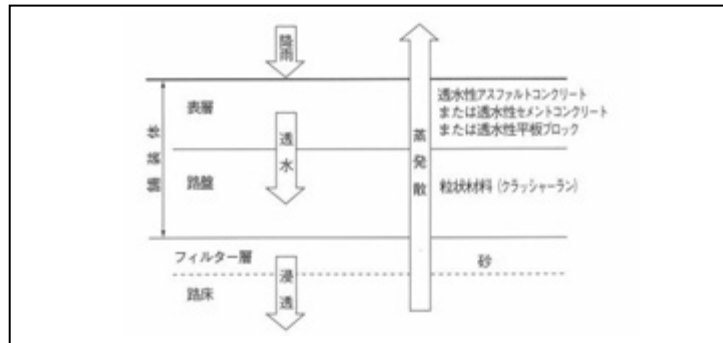 降雨
表層
透水性アスファルトコンクリート
または透水性セメントコンクリート
または透水性平板ブロック
舗装体
透水
蒸発散
路盤
粒状材料(クラッシャーラン)
フィルター層
砂
浸透
路床